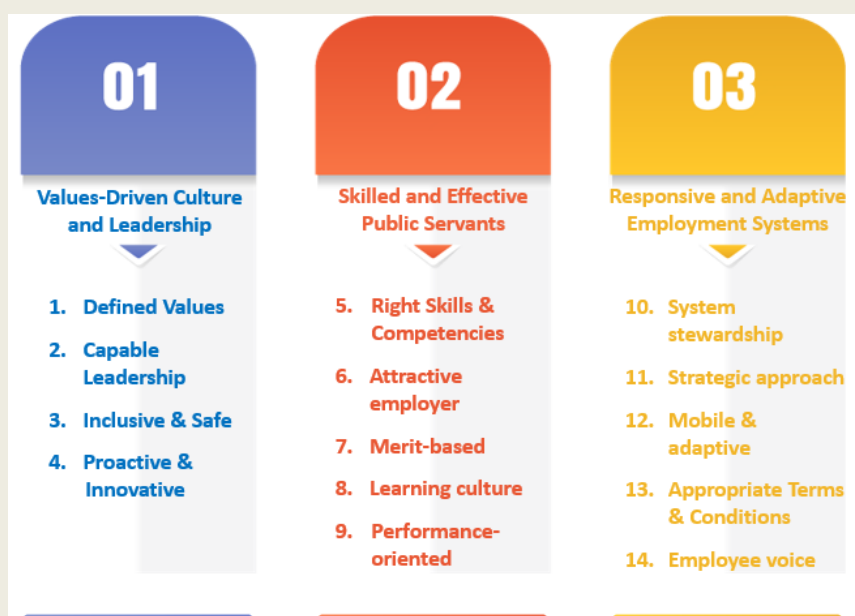 01
Values-Driven Culture
and Leadership
1. Defined Values
2. Capable
Leadership
3. Inclusive & Safe
4. Proactive &
Innovative
02
Skilled and Effective
Public Servants
5. Right Skills &
Competencies
6. Attractive
employer
7. Merit-based
8. Learning culture
9. Performance-
oriented
03
Responsive and Adaptive
Employment Systems
10. System
stewardship
11. Strategic approach
12. Mobile &
adaptive
13. Appropriate Terms
& Conditions
14. Employee voice